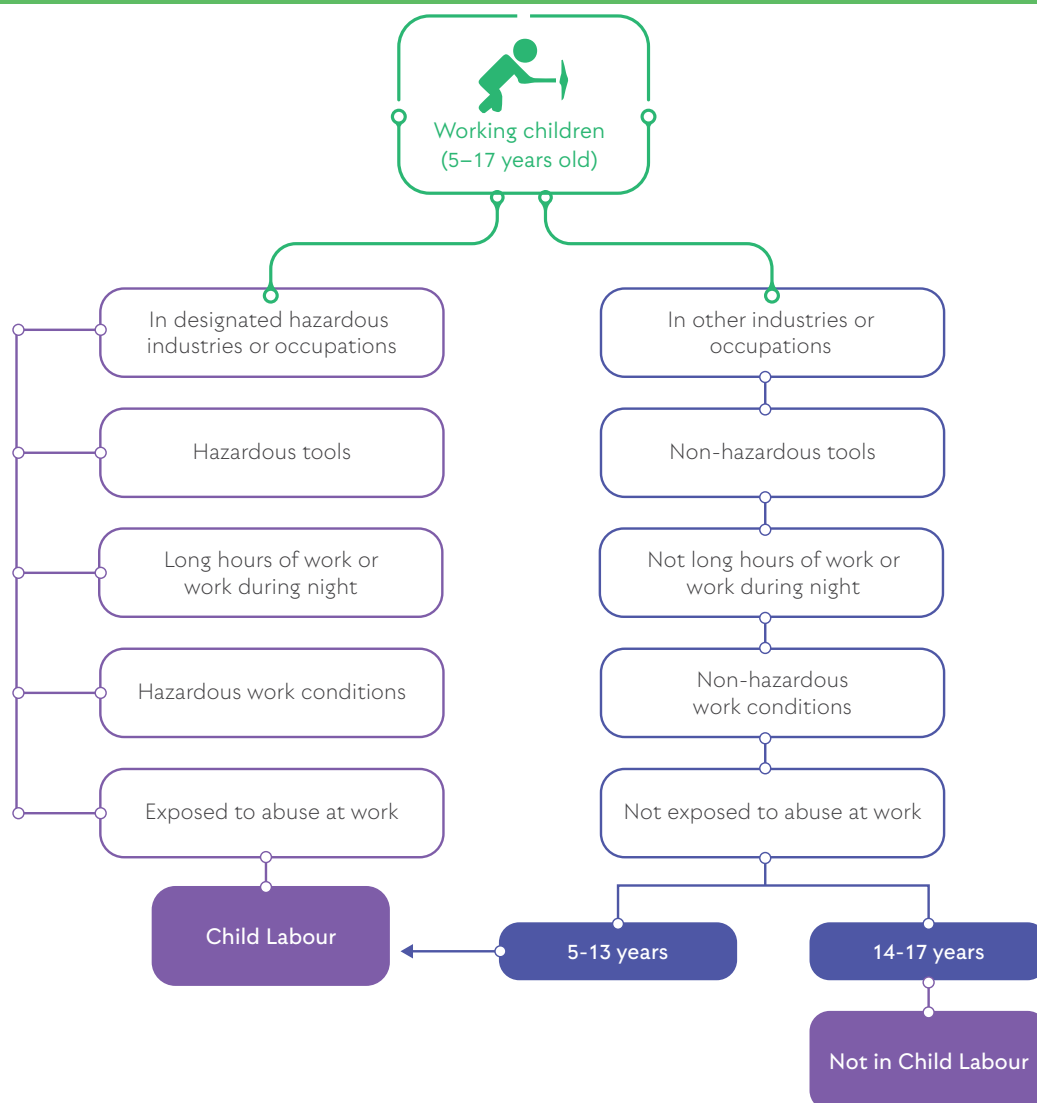 Working children
(5–17 years old)
In designated hazardous
industries or occupations
Hazardous tools
Long hours of work or
work during night
Hazardous work conditions
Exposed to abuse at work
Child Labour
In other industries or
occupations
Non-hazardous tools
Not long hours of work or
work during night
Non-hazardous
work conditions
Not exposed to abuse at work
5-13 years
14-17 years
Not in Child Labour